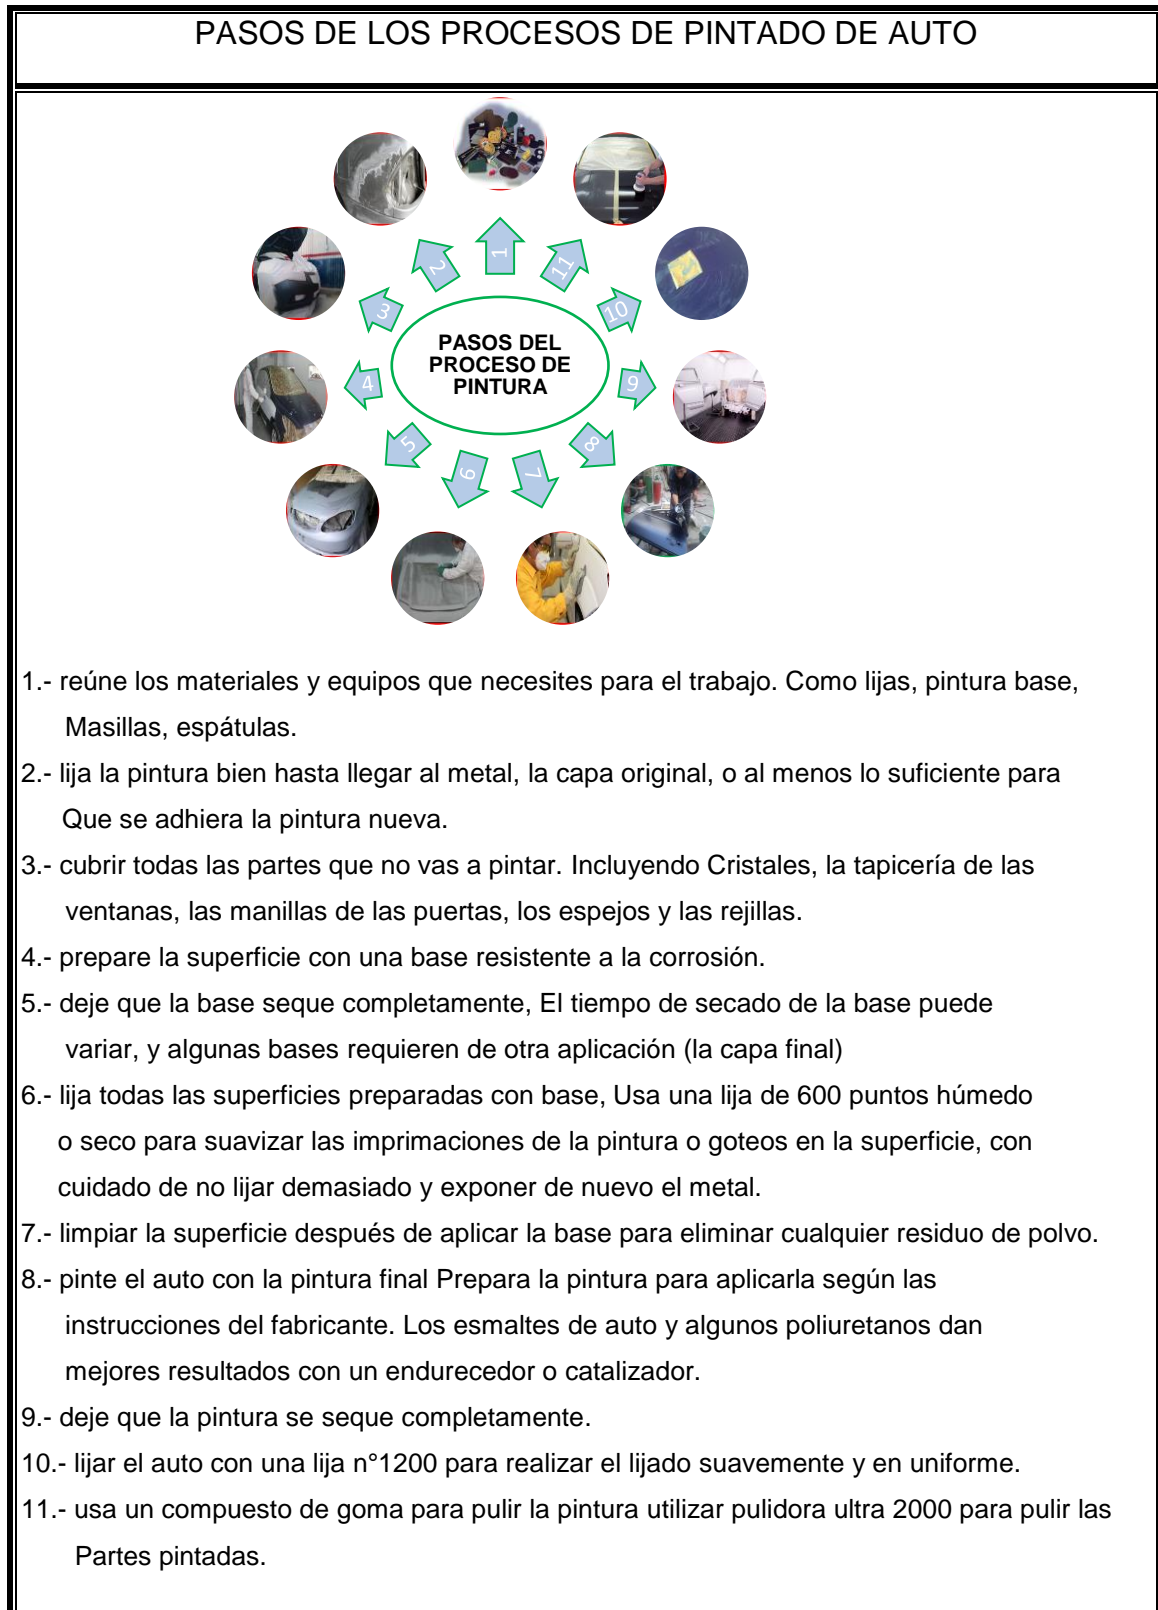 PASOS DE LOS PROCESOS DE PINTADO DE AUTO
1
11
2
10
3
9
4
8
5
7
6
PASOS DEL
PROCESO DE
PINTURA
1.- reúne los materiales y equipos que necesites para el trabajo. Como lijas, pintura base,
Masillas, espátulas.
2.- lija la pintura bien hasta llegar al metal, la capa original, o al menos lo suficiente para
Que se adhiera la pintura nueva.
3.- cubrir todas las partes que no vas a pintar. Incluyendo Cristales, la tapicería de las
ventanas, las manillas de las puertas, los espejos y las rejillas.
4.- prepare la superficie con una base resistente a la corrosión.
5.- deje que la base seque completamente, El tiempo de secado de la base puede
variar, y algunas bases requieren de otra aplicación (la capa final)
6.- lija todas las superficies preparadas con base, Usa una lija de 600 puntos húmedo
o seco para suavizar las imprimaciones de la pintura o goteos en la superficie, con
cuidado de no lijar demasiado y exponer de nuevo el metal.
7.- limpiar la superficie después de aplicar la base para eliminar cualquier residuo de polvo.
8.- pinte el auto con la pintura final Prepara la pintura para aplicarla según las
instrucciones del fabricante. Los esmaltes de auto y algunos poliuretanos dan
mejores resultados con un endurecedor o catalizador.
9.- deje que la pintura se seque completamente.
10.- lijar el auto con una lija n°1200 para realizar el lijado suavemente y en uniforme.
11.- usa un compuesto de goma para pulir la pintura utilizar pulidora ultra 2000 para pulir las
Partes pintadas.